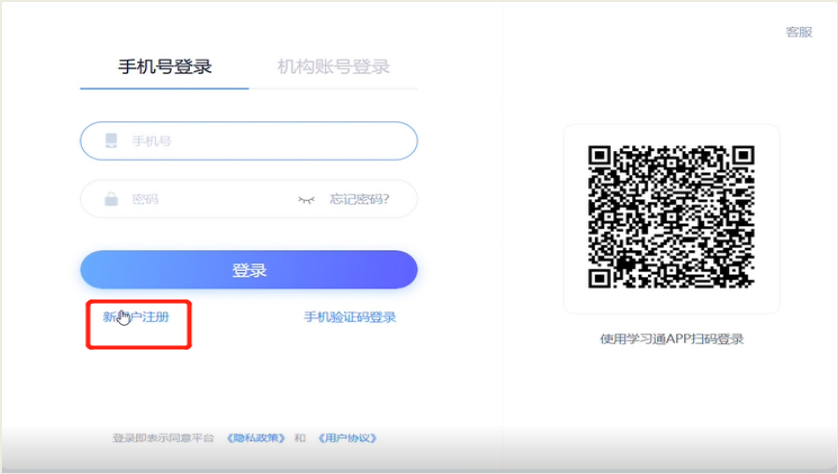 客服
手机号登录 机构账号登录
手机号
密码 忘记密码?
登录
新用户注册 手机验证码登录
使用学习通APP扫码登录
登录即表示同意平台 《隐私政策》 和 《用户协议》